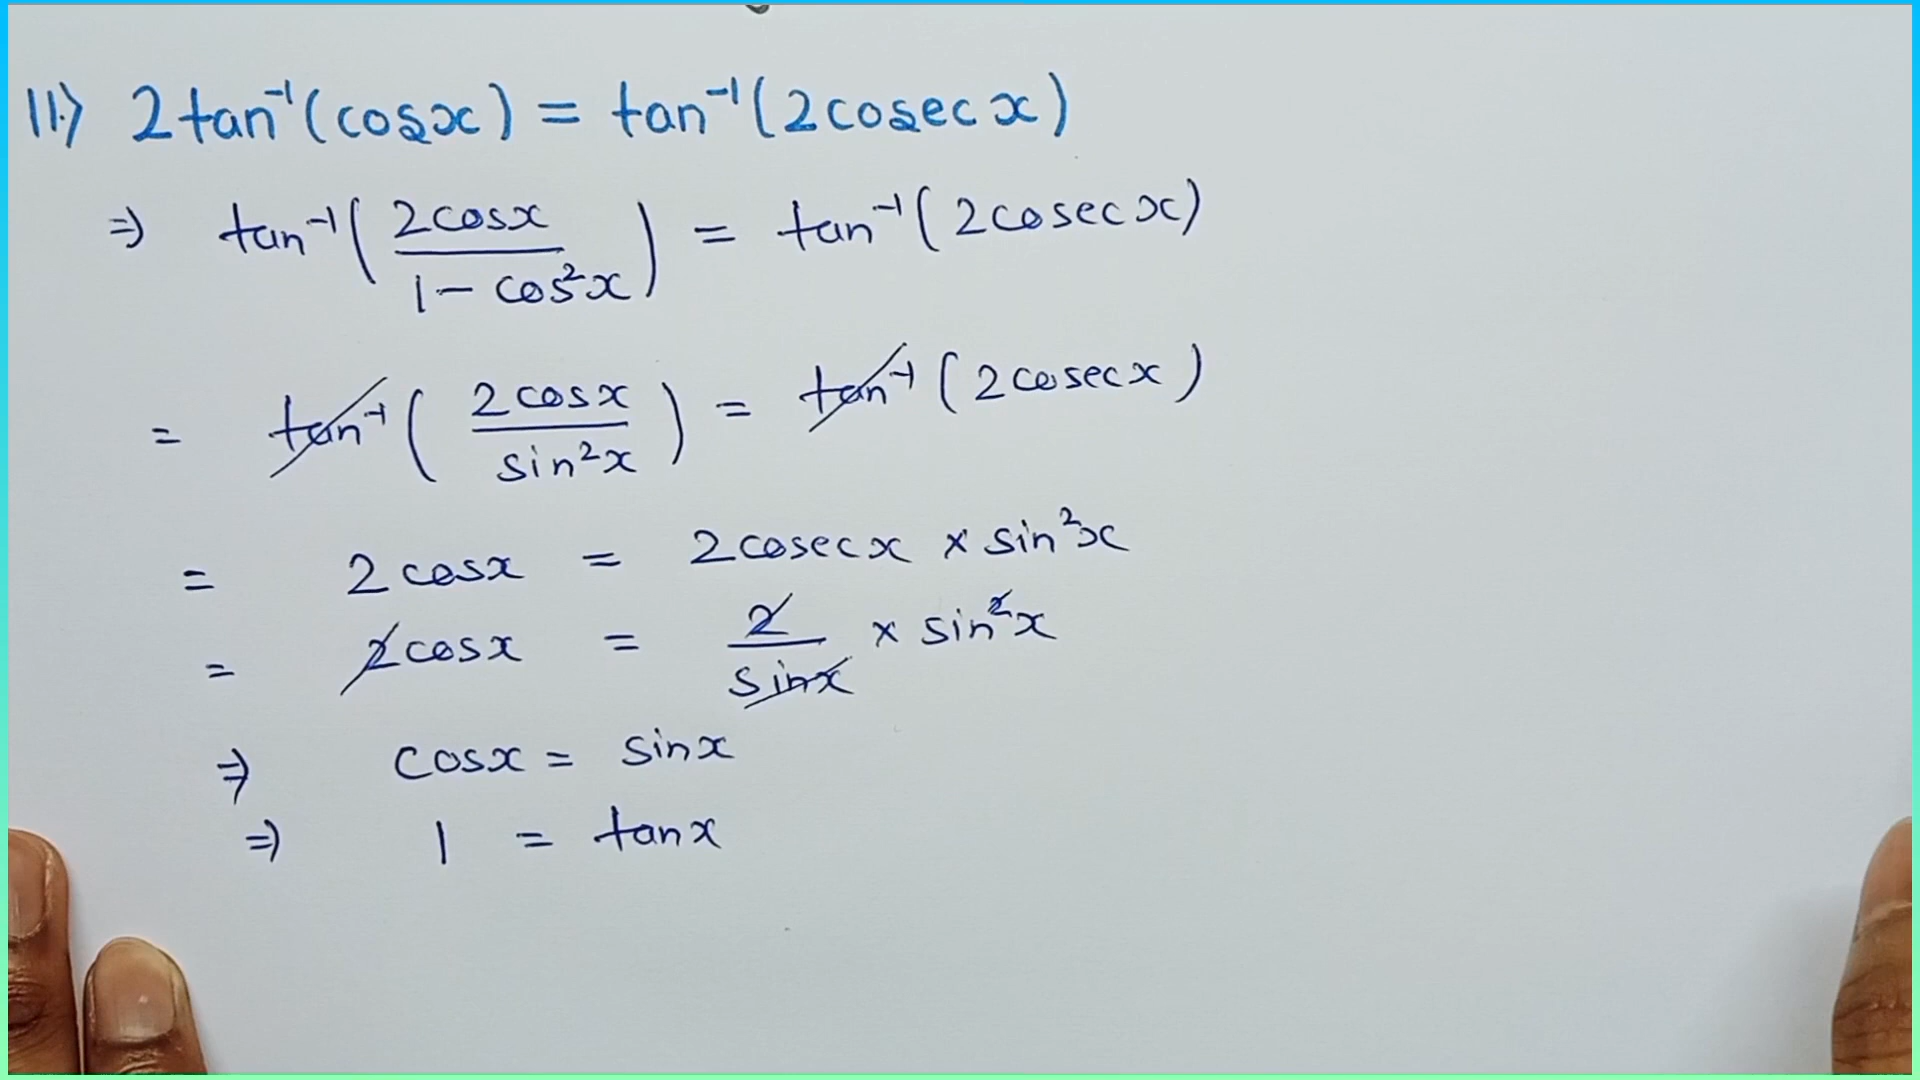 11) 2tan⁻¹(cosx) = tan⁻¹(2cosecx)
⇒ tan⁻¹(2cosx/1-cos²x) = tan⁻¹(2cosecx)
= tan⁻¹(2cosx/sin²x) = tan⁻¹(2cosecx)
= 2cosx = 2cosecx × sin²x
= 2cosx = 2/sinx × sin²x
⇒ cosx = sinx
⇒ 1 = tanx